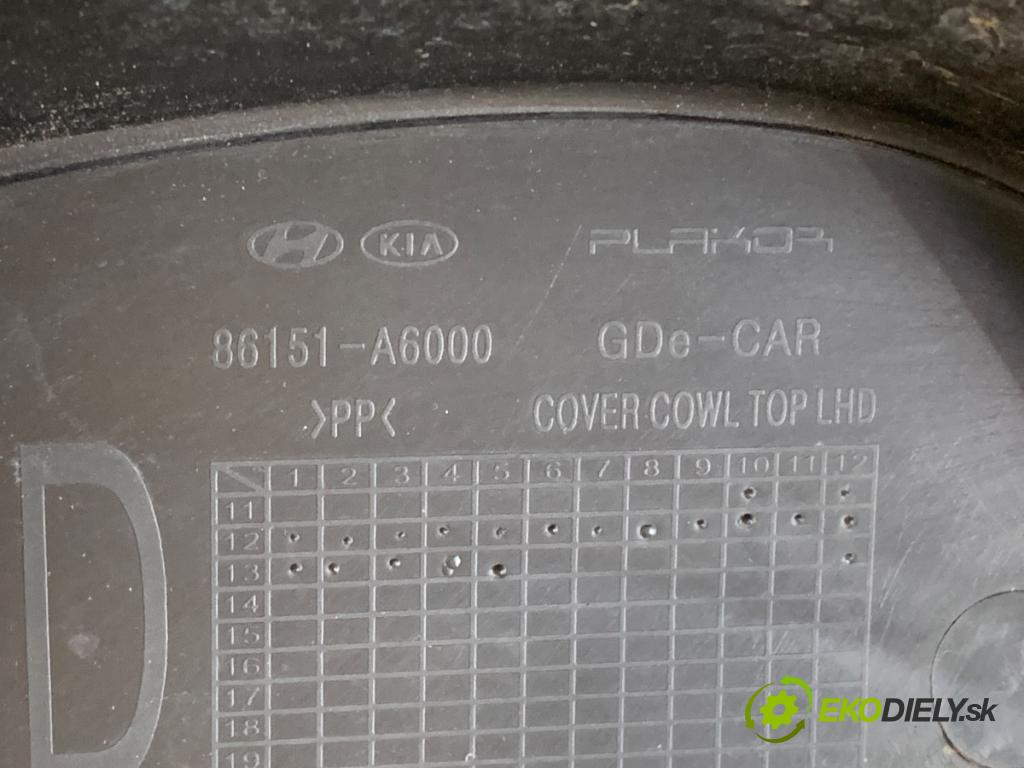 KIA PLAKOR
86151-A6000 GDe-CAR
>PP< COVER COWL TOP LHD
D
1 2 3 4 5 6 7 8 9 10 11 12
11
12
13
14
15
16
17
18
19
EKODIELY.sk